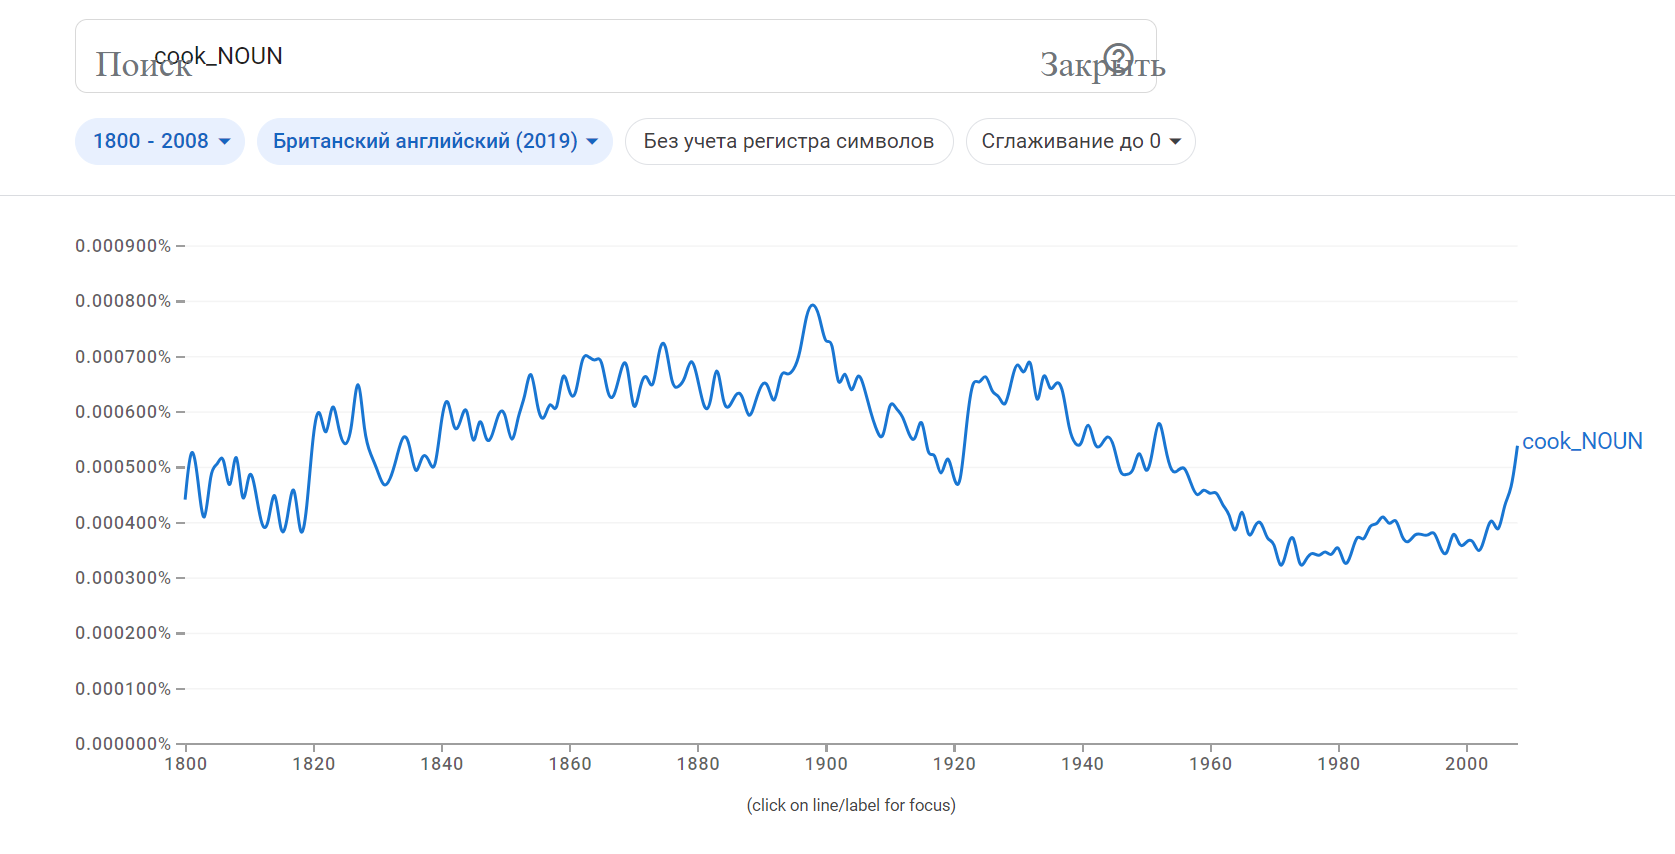 cook_NOUN
Поиск
Закрыть
1800 - 2008 Британский английский (2019) Без учета регистра символов Сглаживание до 0
0.000900%
0.000800%
0.000700%
0.000600%
0.000500%
0.000400%
0.000300%
0.000200%
0.000100%
0.000000%
cook_NOUN
1800 1820 1840 1860 1880 1900 1920 1940 1960 1980 2000
(click on line/label for focus)